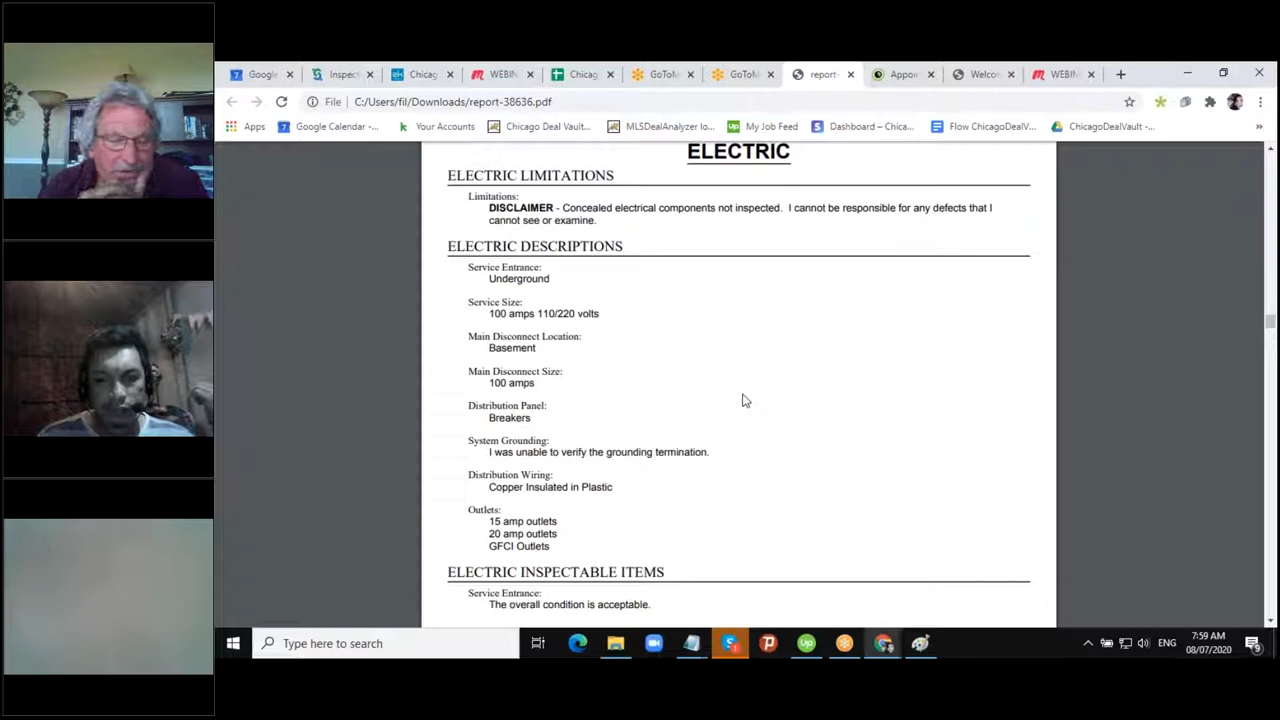 Google
Inspect
Chicag
WEBIN
Chicag
GoToM
GoToM
report-
Appoi
Welcon
WEBIN
File
C:/Users/fil/Downloads/report-38636.pdf
Apps
Google Calendar -...
Your Accounts
Chicago Deal Vault...
MLSDealAnalyzer lo...
My Job Feed
Dashboard – Chica...
Flow ChicagoDealV...
ChicagoDealVault -...
ELECTRIC
ELECTRIC LIMITATIONS
Limitations:
DISCLAIMER - Concealed electrical components not inspected. I cannot be responsible for any defects that I
cannot see or examine.
ELECTRIC DESCRIPTIONS
Service Entrance:
Underground
Service Size:
100 amps 110/220 volts
Main Disconnect Location:
Basement
Main Disconnect Size:
100 amps
Distribution Panel:
Breakers
System Grounding:
I was unable to verify the grounding termination.
Distribution Wiring:
Copper Insulated in Plastic
Outlets:
15 amp outlets
20 amp outlets
GFCI Outlets
ELECTRIC INSPECTABLE ITEMS
Service Entrance:
The overall condition is acceptable.
Type here to search
ENG
7:59 AM
08/07/2020